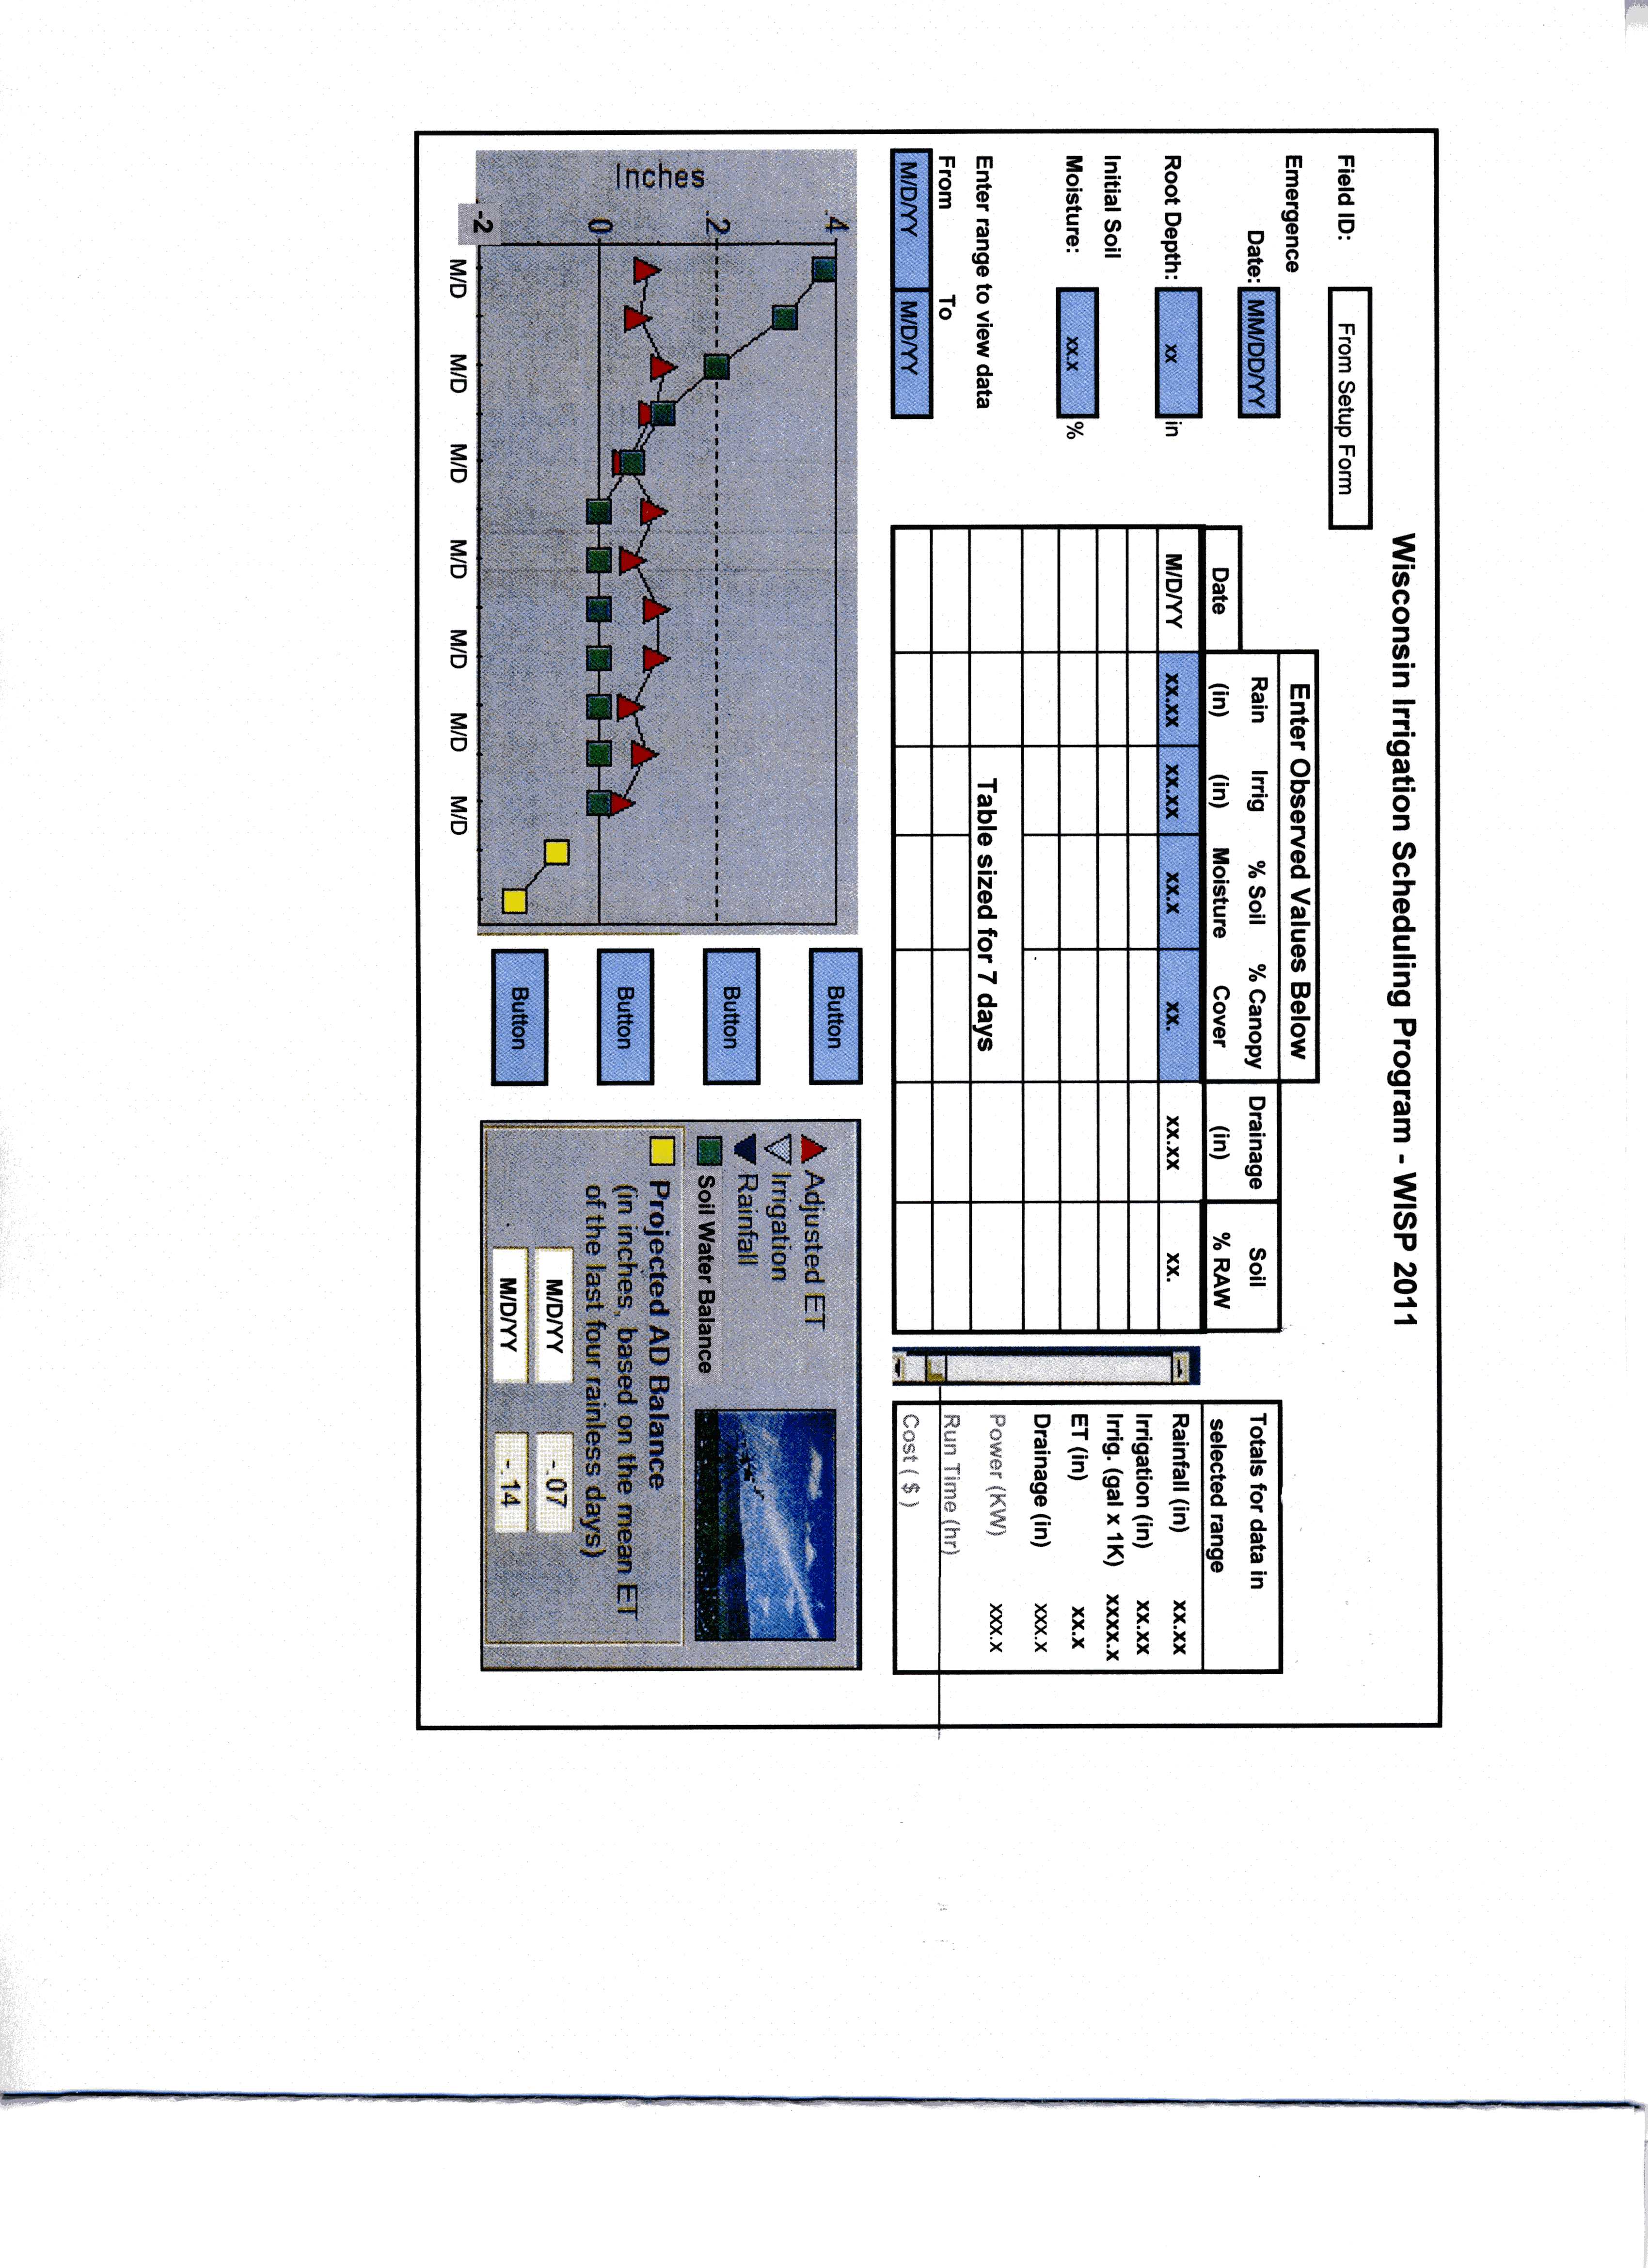 Wisconsin Irrigation Scheduling Program - WISP 2011
Field ID: From Setup Form
Emergence
Date: MM/DD/YY
Root Depth: xx in
Initial Soil
Moisture: xx.x %
Enter range to view data
From To
M/D/YY M/D/YY
Enter Observed Values Below
Rain Irrig % Soil % Canopy Drainage Soil
Date (in) (in) Moisture Cover (in) % RAW
M/D/YY xx.xx xx.xx xx.x xx. xx.xx xx.
Table sized for 7 days
Totals for data in
selected range
Rainfall (in) xx.xx
Irrigation (in) xx.xx
Irrig. (gal x 1K) xxxx.x
ET (in) xx.x
Drainage (in) xxx.x
Power (KW) xxx.x
Run Time (hr)
Cost ( $ )
Inches
.4
.2
0
-2
M/D M/D M/D M/D M/D M/D M/D
Button
Button
Button
Button
Adjusted ET
Irrigation
Rainfall
Soil Water Balance
Projected AD Balance
(in inches, based on the mean ET
of the last four rainless days)
M/D/YY -.07
M/D/YY -.14